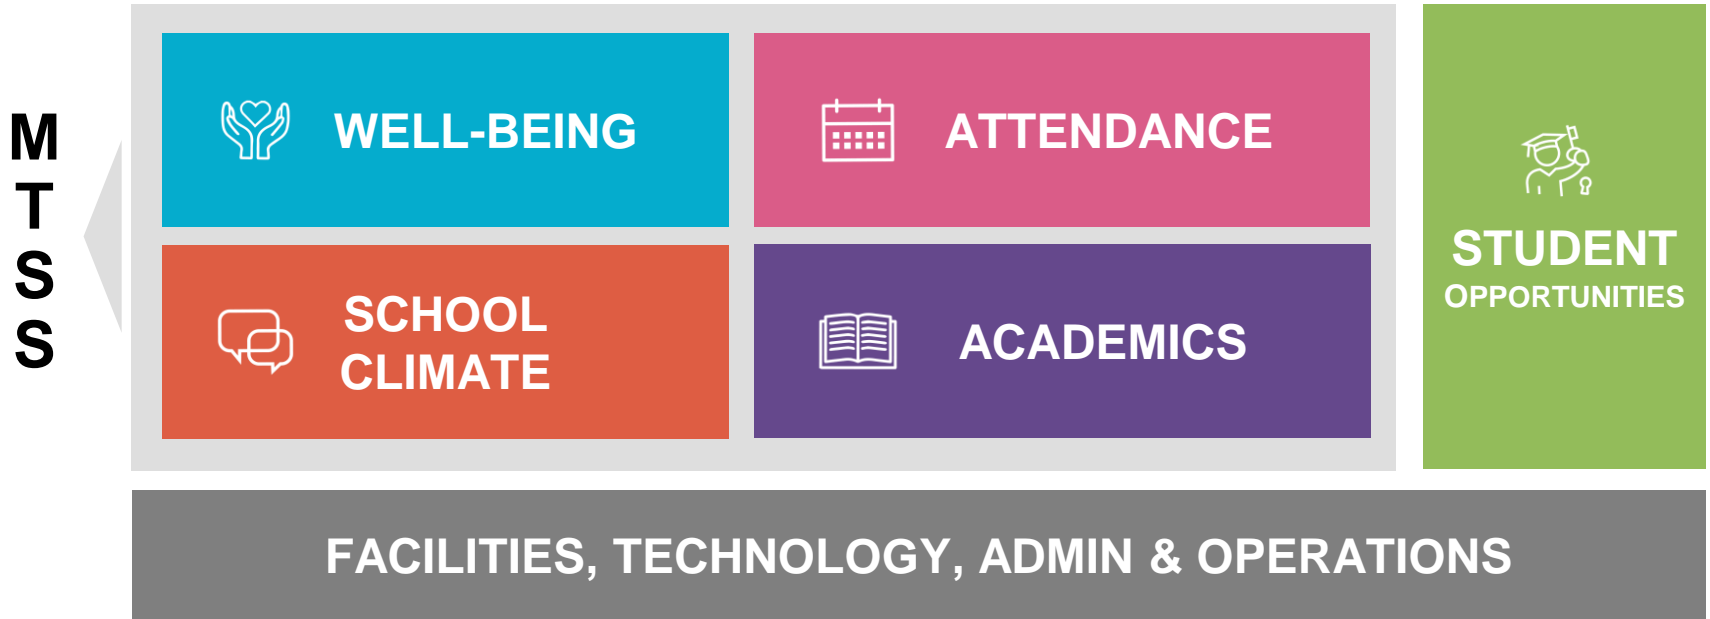 M
T
S
S
WELL-BEING
ATTENDANCE
SCHOOL
CLIMATE
ACADEMICS
STUDENT
OPPORTUNITIES
FACILITIES, TECHNOLOGY, ADMIN & OPERATIONS